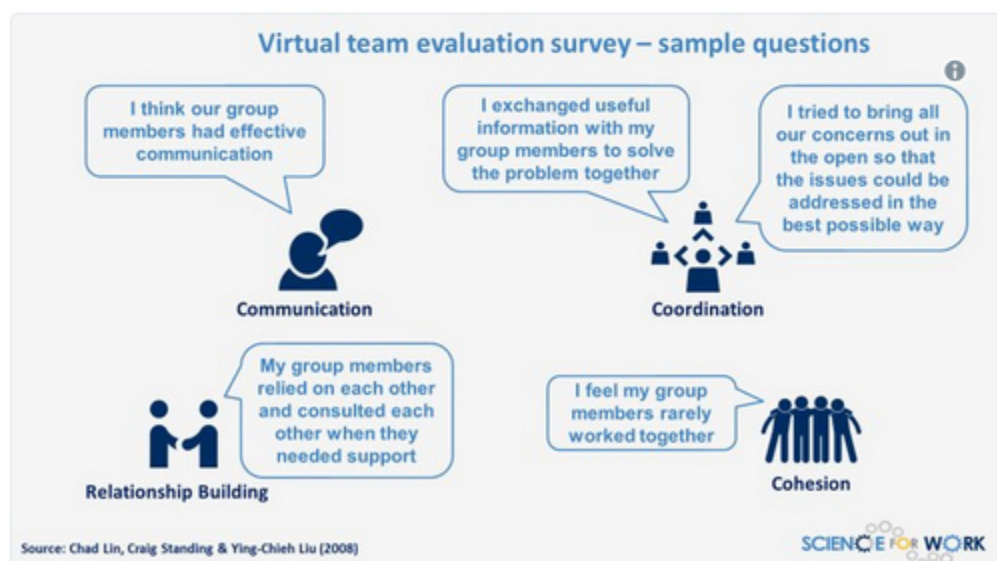 Virtual team evaluation survey – sample questions
I think our group
members had effective
communication
I exchanged useful
information with my
group members to solve
the problem together
I tried to bring all
our concerns out in
the open so that
the issues could be
addressed in the
best possible way
Communication
Coordination
My group members
relied on each other
and consulted each
other when they
needed support
I feel my group
members rarely
worked together
Relationship Building
Cohesion
Source: Chad Lin, Craig Standing & Ying-Chieh Liu (2008)
SCIENCE FOR WORK